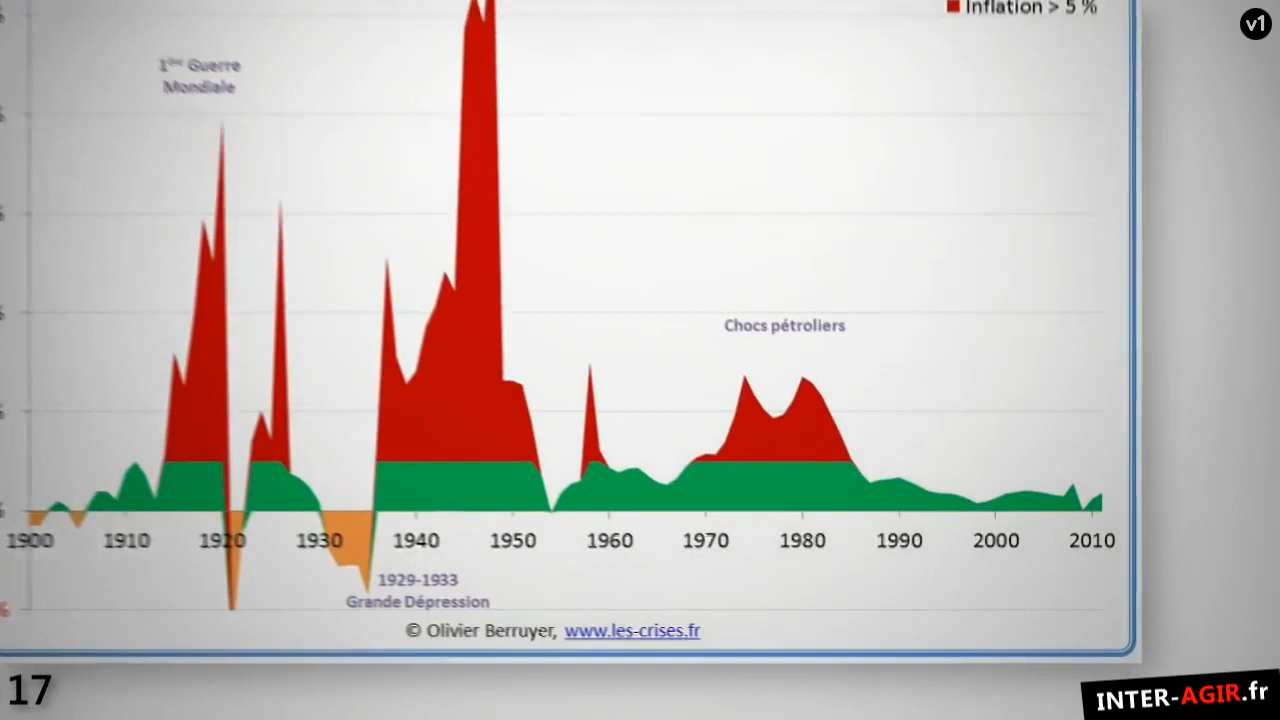 Inflation > 5 %
v1
1ère Guerre
Mondiale
Chocs pétroliers
1900 1910 1920 1930 1940 1950 1960 1970 1980 1990 2000 2010
1929-1933
Grande Dépression
%
© Olivier Berruyer, www.les-crises.fr
17
INTER-AGIR.fr